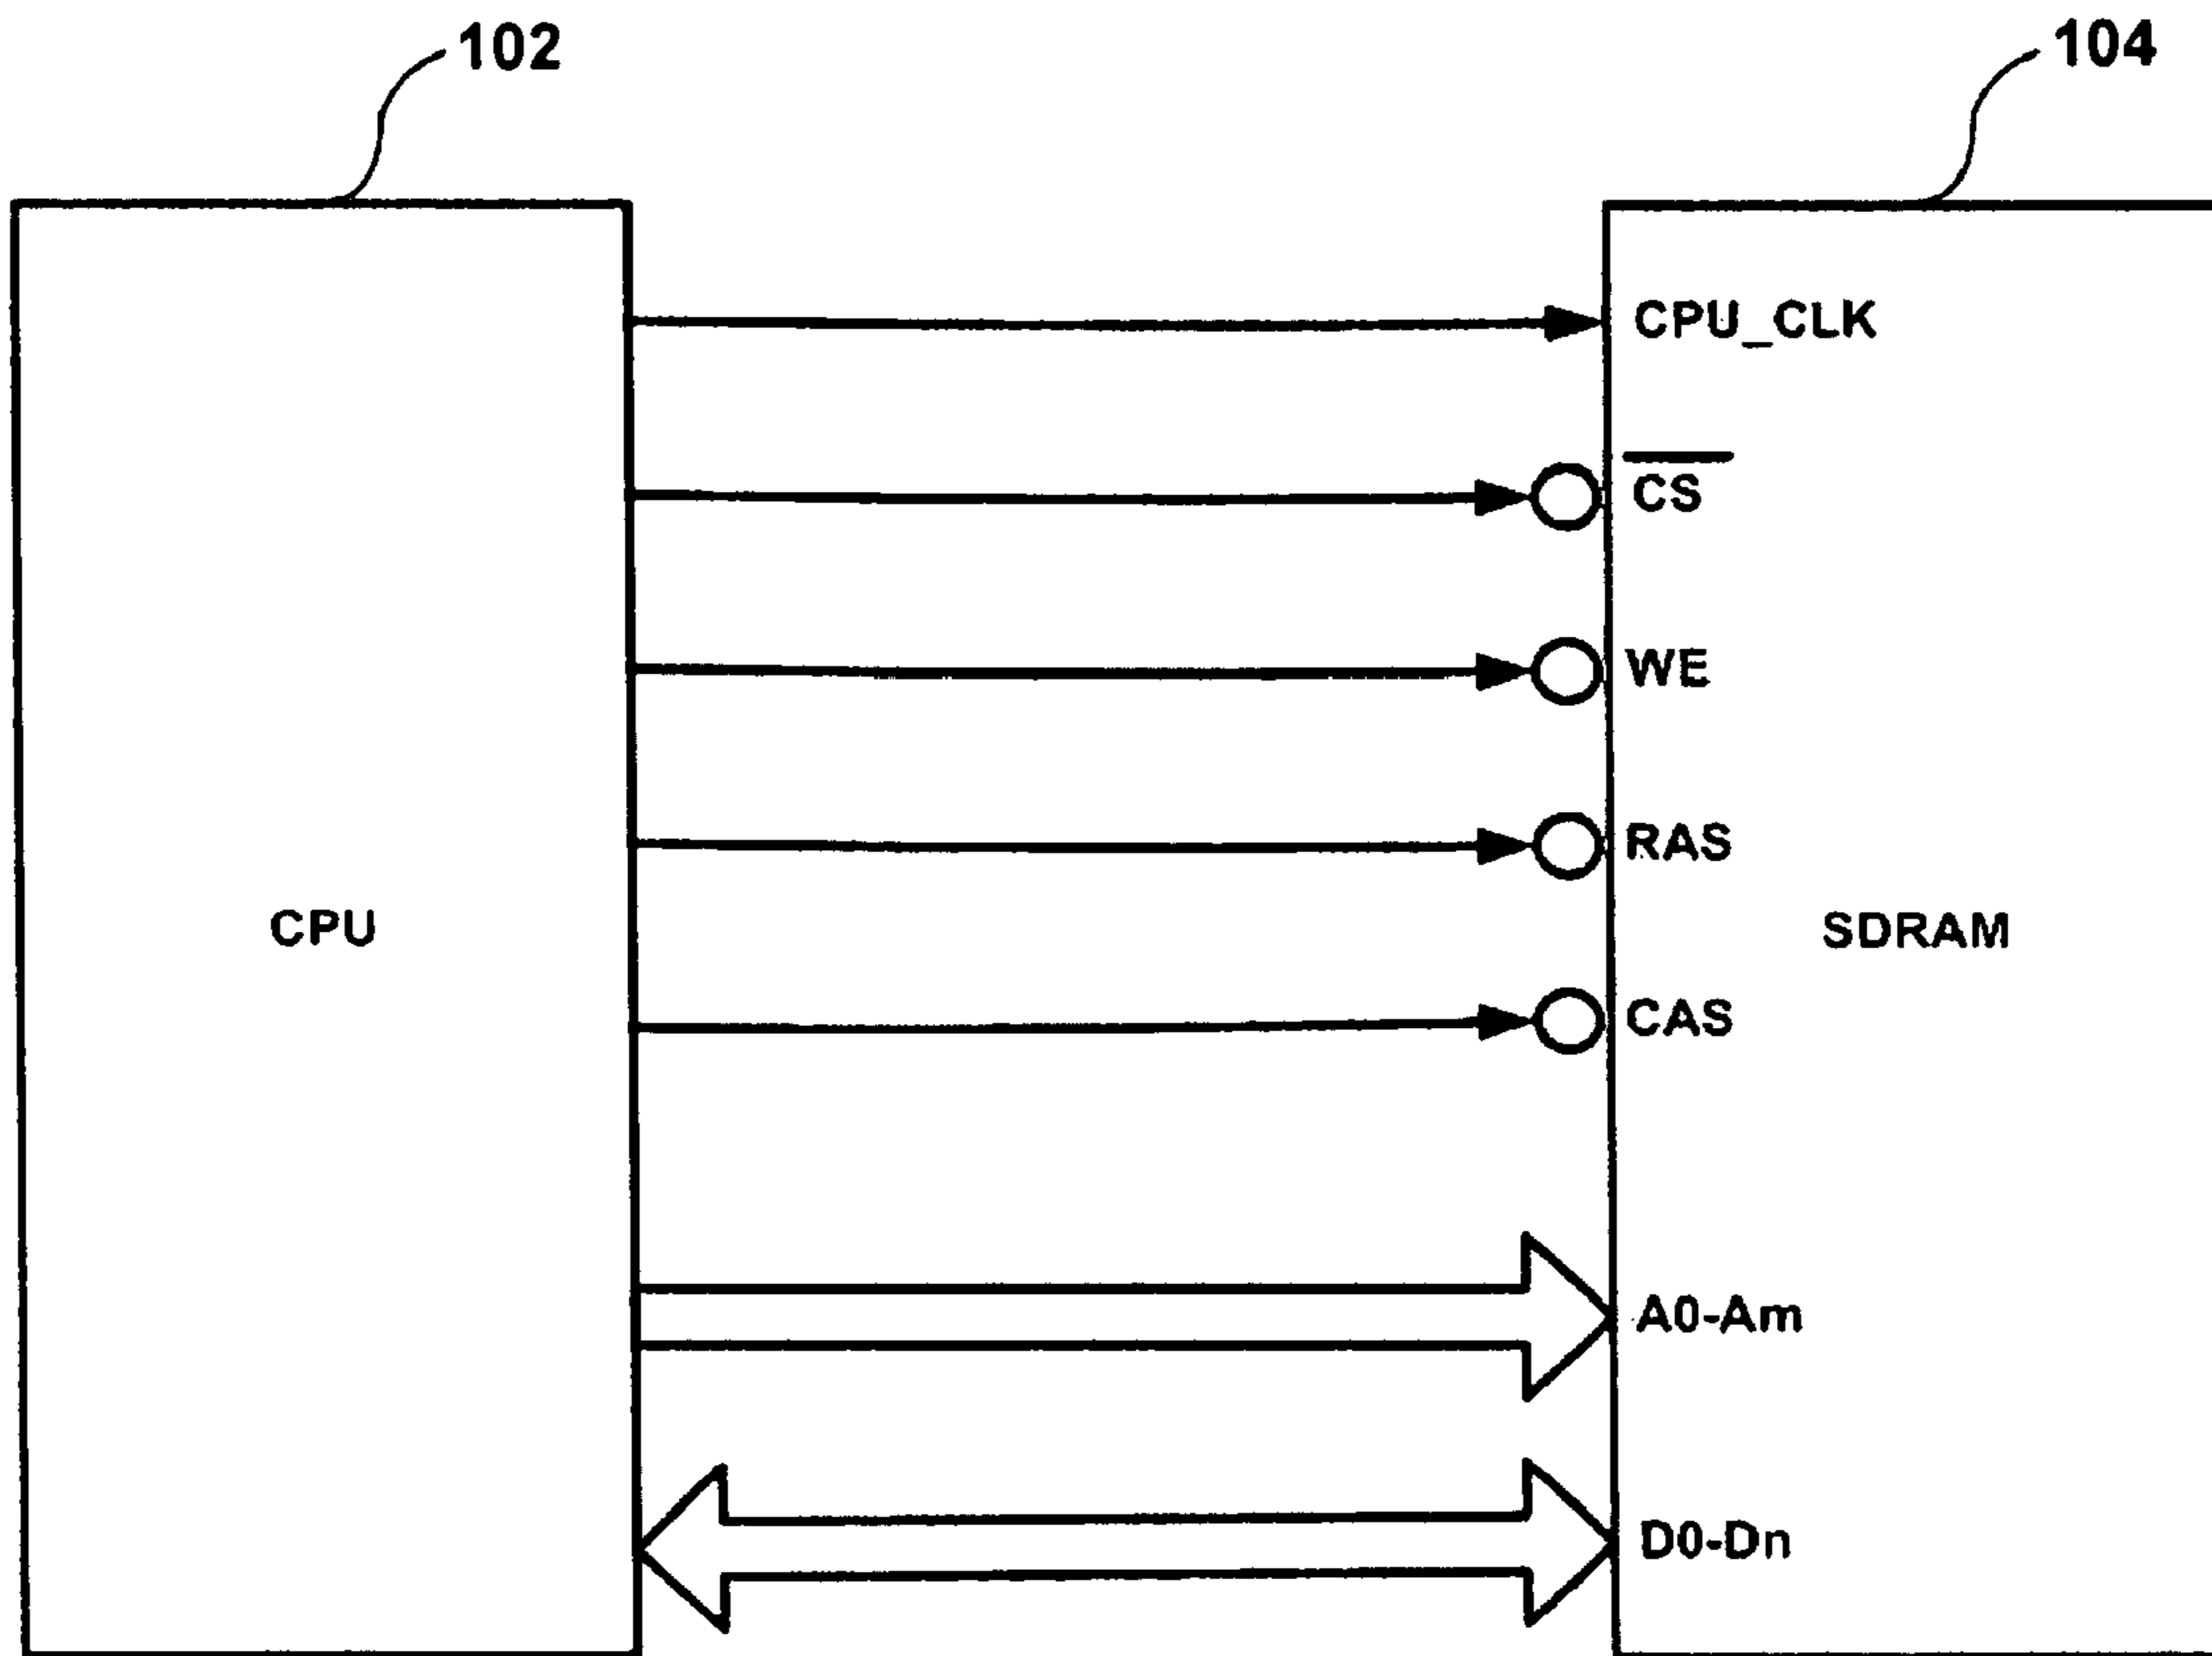 102
104
CPU_CLK
CS
WE
RAS
CPU
SDRAM
CAS
A0-Am
D0-Dn